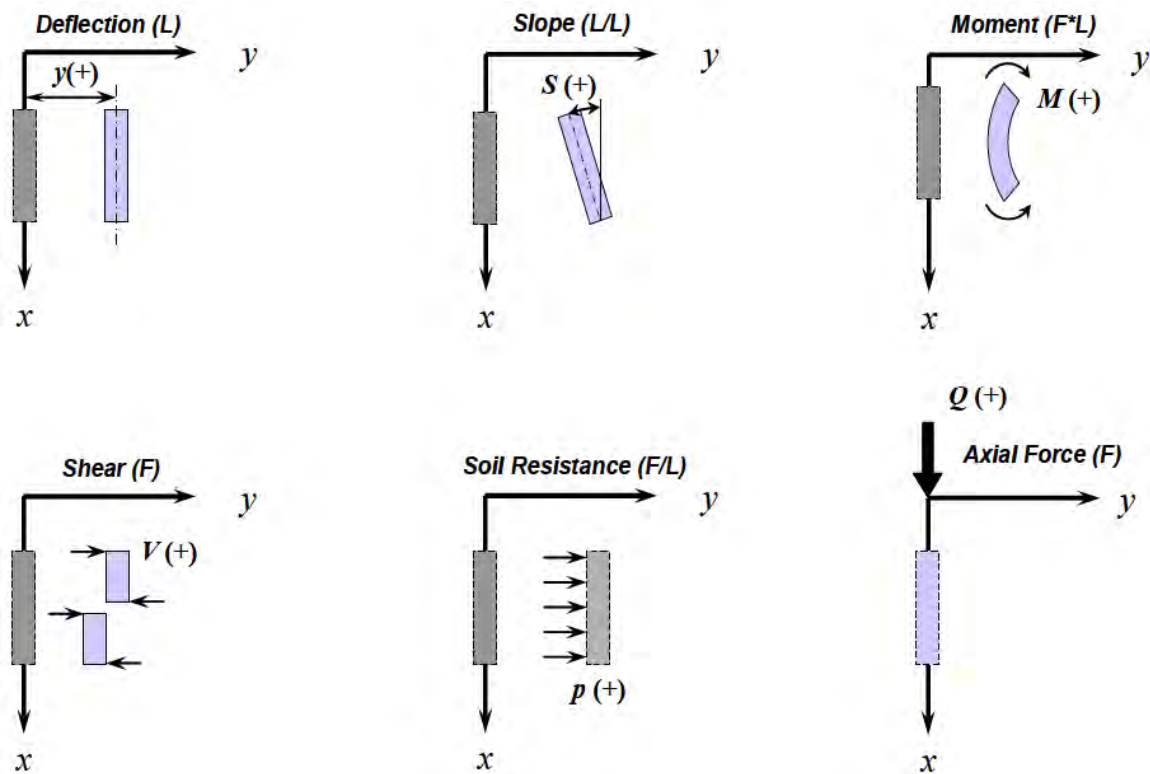 Deflection (L)
y
y(+)
x
Slope (L/L)
y
S (+)
x
Moment (F*L)
y
M (+)
x
Shear (F)
y
V (+)
x
Soil Resistance (F/L)
y
p (+)
x
Q (+)
Axial Force (F)
y
x